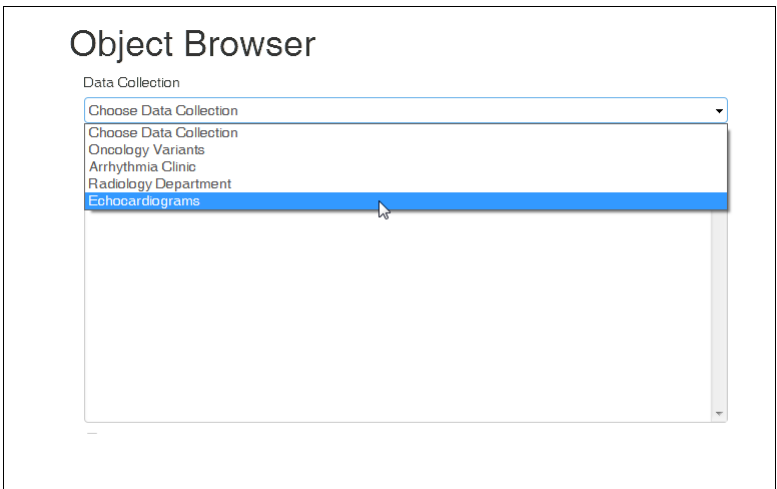 Object Browser
Data Collection
Choose Data Collection
Choose Data Collection
Oncology Variants
Arrhythmia Clinic
Radiology Department
Echocardiograms